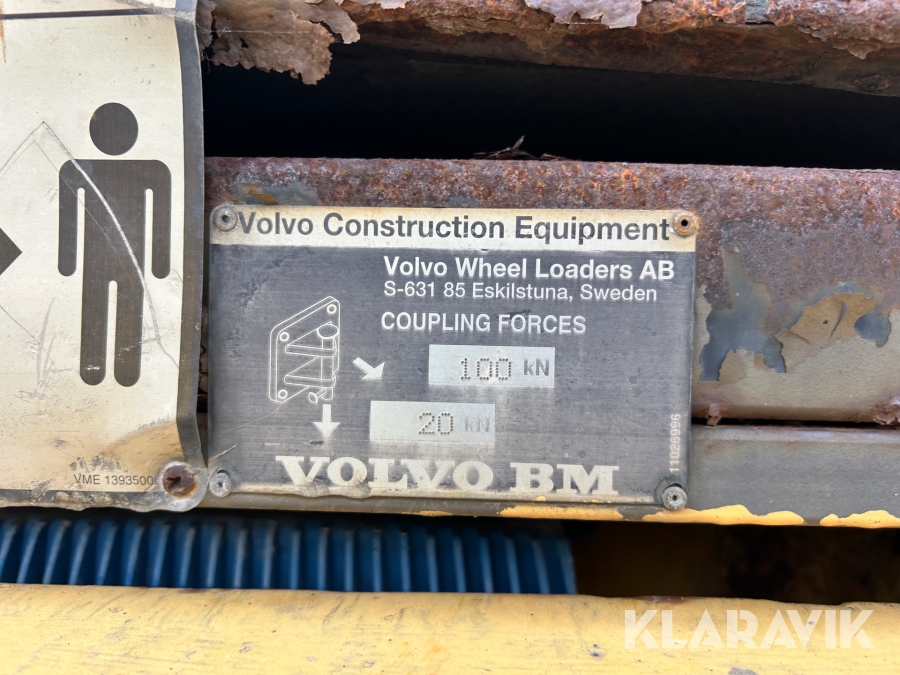 Volvo Construction Equipment
Volvo Wheel Loaders AB
S-631 85 Eskilstuna, Sweden
COUPLING FORCES
100 kN
20 kN
VOLVO BM
11026996
VME 1393500
KLARAVIK